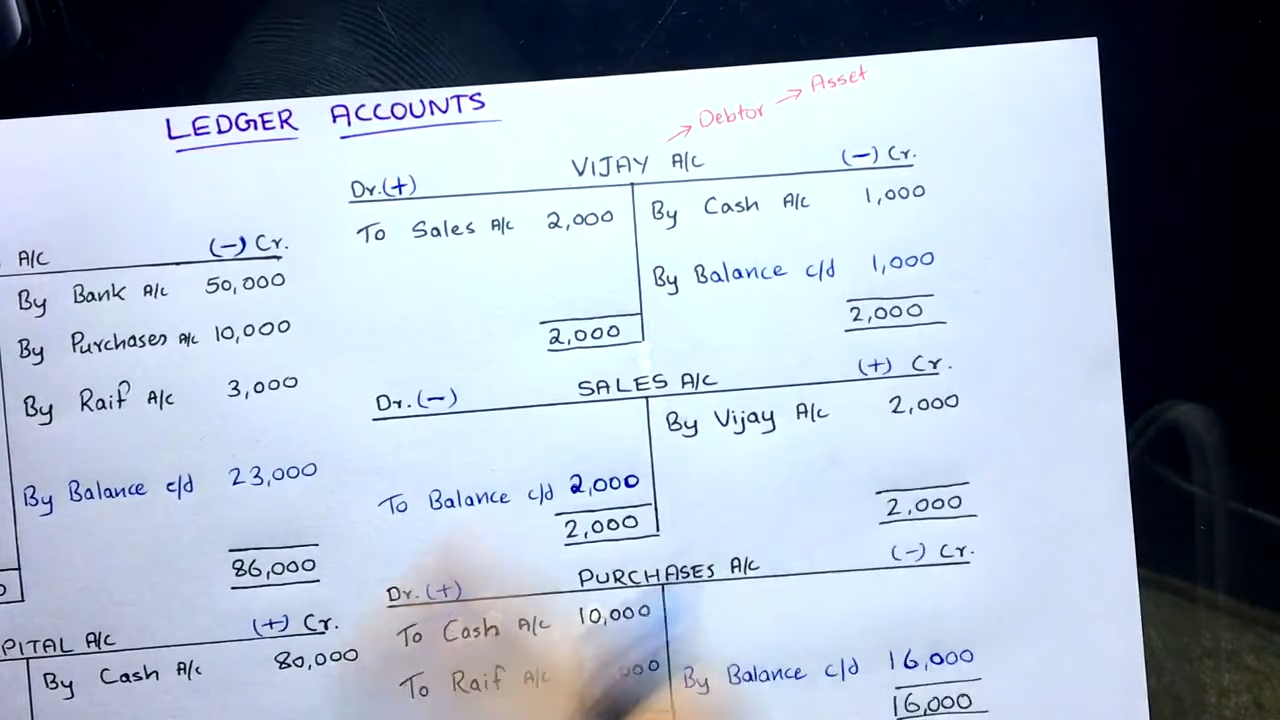 LEDGER ACCOUNTS
→ Debtor → Asset
VIJAY A/c
Dr. (+) (-) Cr.
To Sales A/c 2,000 By Cash A/c 1,000
By Balance c/d 1,000
2,000 2,000
SALES A/c
Dr. (-) (+) Cr.
By Vijay A/c 2,000
To Balance c/d 2,000
2,000 2,000
PURCHASES A/c
Dr. (+) (-) Cr.
To Cash A/c 10,000
To Raif A/c By Balance c/d 16,000
16,000
A/c (-) Cr.
By Bank A/c 50,000
By Purchases A/c 10,000
By Raif A/c 3,000
By Balance c/d 23,000
86,000
PITAL A/c (+) Cr.
By Cash A/c 80,000